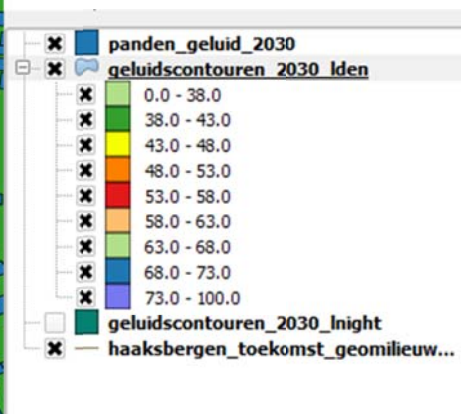 panden_geluid_2030
geluidscontouren_2030_lden
0.0 - 38.0
38.0 - 43.0
43.0 - 48.0
48.0 - 53.0
53.0 - 58.0
58.0 - 63.0
63.0 - 68.0
68.0 - 73.0
73.0 - 100.0
geluidscontouren_2030_lnight
haaksbergen_toekomst_geomilieuw...